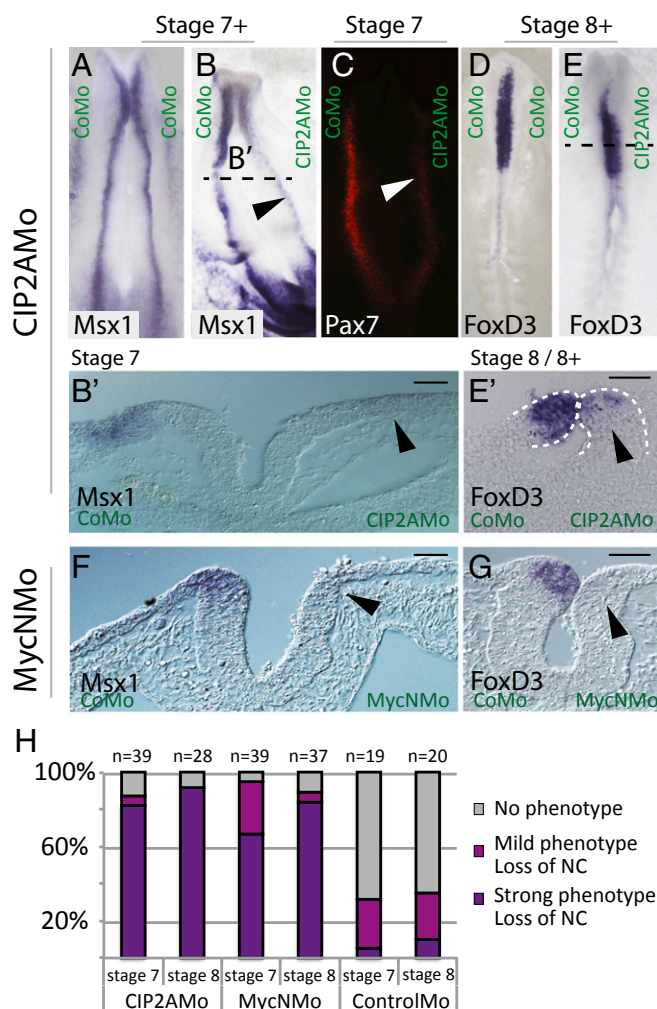 Stage 7+ Stage 7 Stage 8+
CIP2AMo
A B C D E
CoMo CoMo CoMo CIP2AMo CoMo CIP2AMo CoMo CoMo CoMo CIP2AMo
B'
Msx1 Msx1 Pax7 FoxD3 FoxD3
Stage 7 Stage 8 / 8+
B' E'
Msx1 FoxD3
CoMo CIP2AMo CoMo CIP2AMo
MycNMo
F G
Msx1 FoxD3
CoMo MycNMo CoMo MycNMo
H
n=39 n=28 n=39 n=37 n=19 n=20
100%
60%
20%
No phenotype
Mild phenotype
Loss of NC
Strong phenotype
Loss of NC
stage 7 stage 8 stage 7 stage 8 stage 7 stage 8
CIP2AMo MycNMo ControlMo